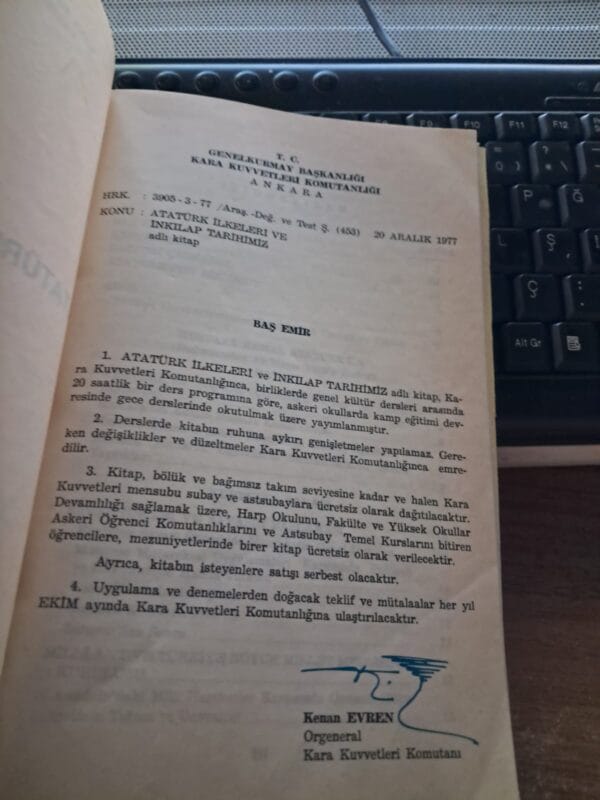 T. C.
GENELKURMAY BAŞKANLIĞI
KARA KUVVETLERİ KOMUTANLIĞI
ANKARA
HRK. : 3905 - 3 - 77 /Araş. -Değ. ve Test Ş. (453) 20 ARALIK 1977
KONU : ATATÜRK İLKELERİ VE
İNKILAP TARİHİMİZ
adlı kitap
BAŞ EMİR
1. ATATÜRK İLKELERİ ve İNKILAP TARİHİMİZ adlı kitap, Ka-
ra Kuvvetleri Komutanlığınca, birliklerde genel kültür dersleri arasında
20 saatlik bir ders programına göre, askeri okullarda kamp eğitimi dev-
resinde gece derslerinde okutulmak üzere yayımlanmıştır.
2. Derslerde kitabın ruhuna aykırı genişletmeler yapılamaz. Gere-
ken değişiklikler ve düzeltmeler Kara Kuvvetleri Komutanlığınca emre-
dilir.
3. Kitap, bölük ve bağımsız takım seviyesine kadar ve halen Kara
Kuvvetleri mensubu subay ve astsubaylara ücretsiz olarak dağıtılacaktır.
Devamlılığı sağlamak üzere, Harp Okulunu, Fakülte ve Yüksek Okullar
Askeri Öğrenci Komutanlıklarını ve Astsubay Temel Kurslarını bitiren
öğrencilere, mezuniyetlerinde birer kitap ücretsiz olarak verilecektir.
Ayrıca, kitabın isteyenlere satışı serbest olacaktır.
4. Uygulama ve denemelerden doğacak teklif ve mütalaalar her yıl
EKİM ayında Kara Kuvvetleri Komutanlığına ulaştırılacaktır.
Kenan EVREN
Orgeneral
Kara Kuvvetleri Komutanı
F9 F10 F11 F12
P
L Ş İ
Ç
Alt Gr